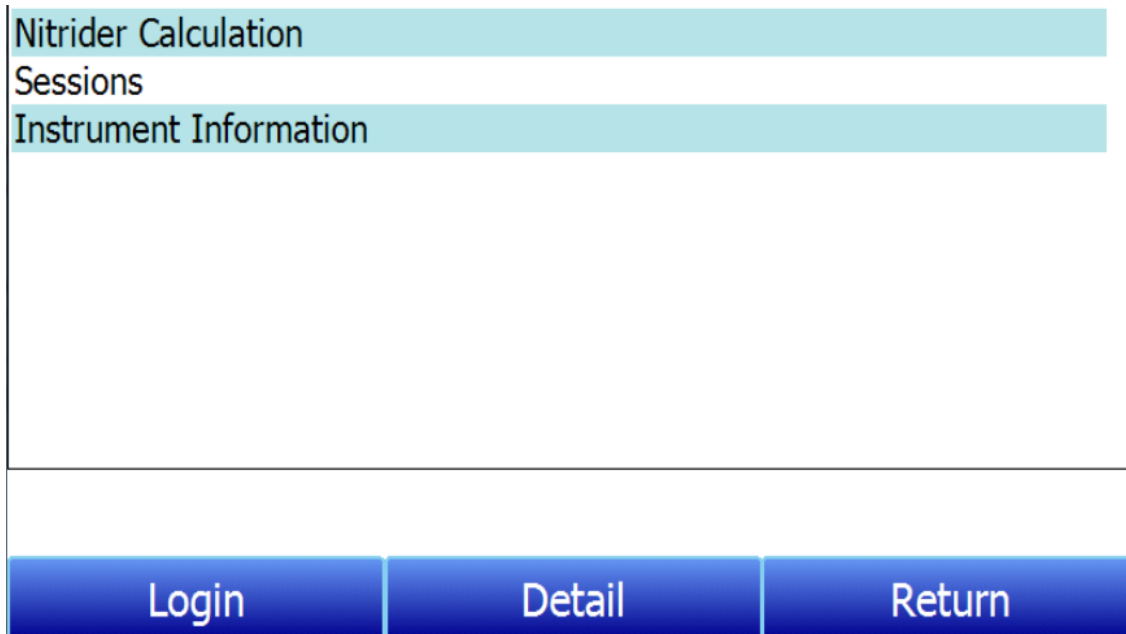 Nitrider Calculation
Sessions
Instrument Information
Login Detail Return